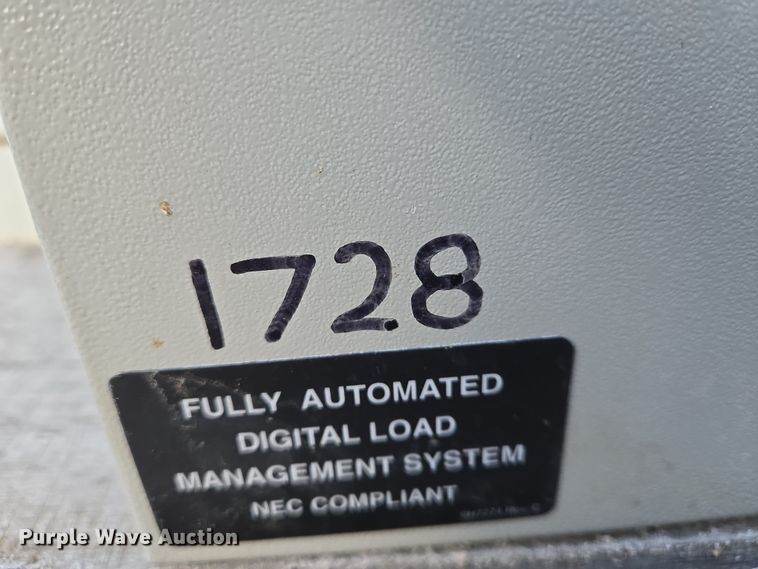 1728
FULLY AUTOMATED
DIGITAL LOAD
MANAGEMENT SYSTEM
NEC COMPLIANT
Purple Wave Auction